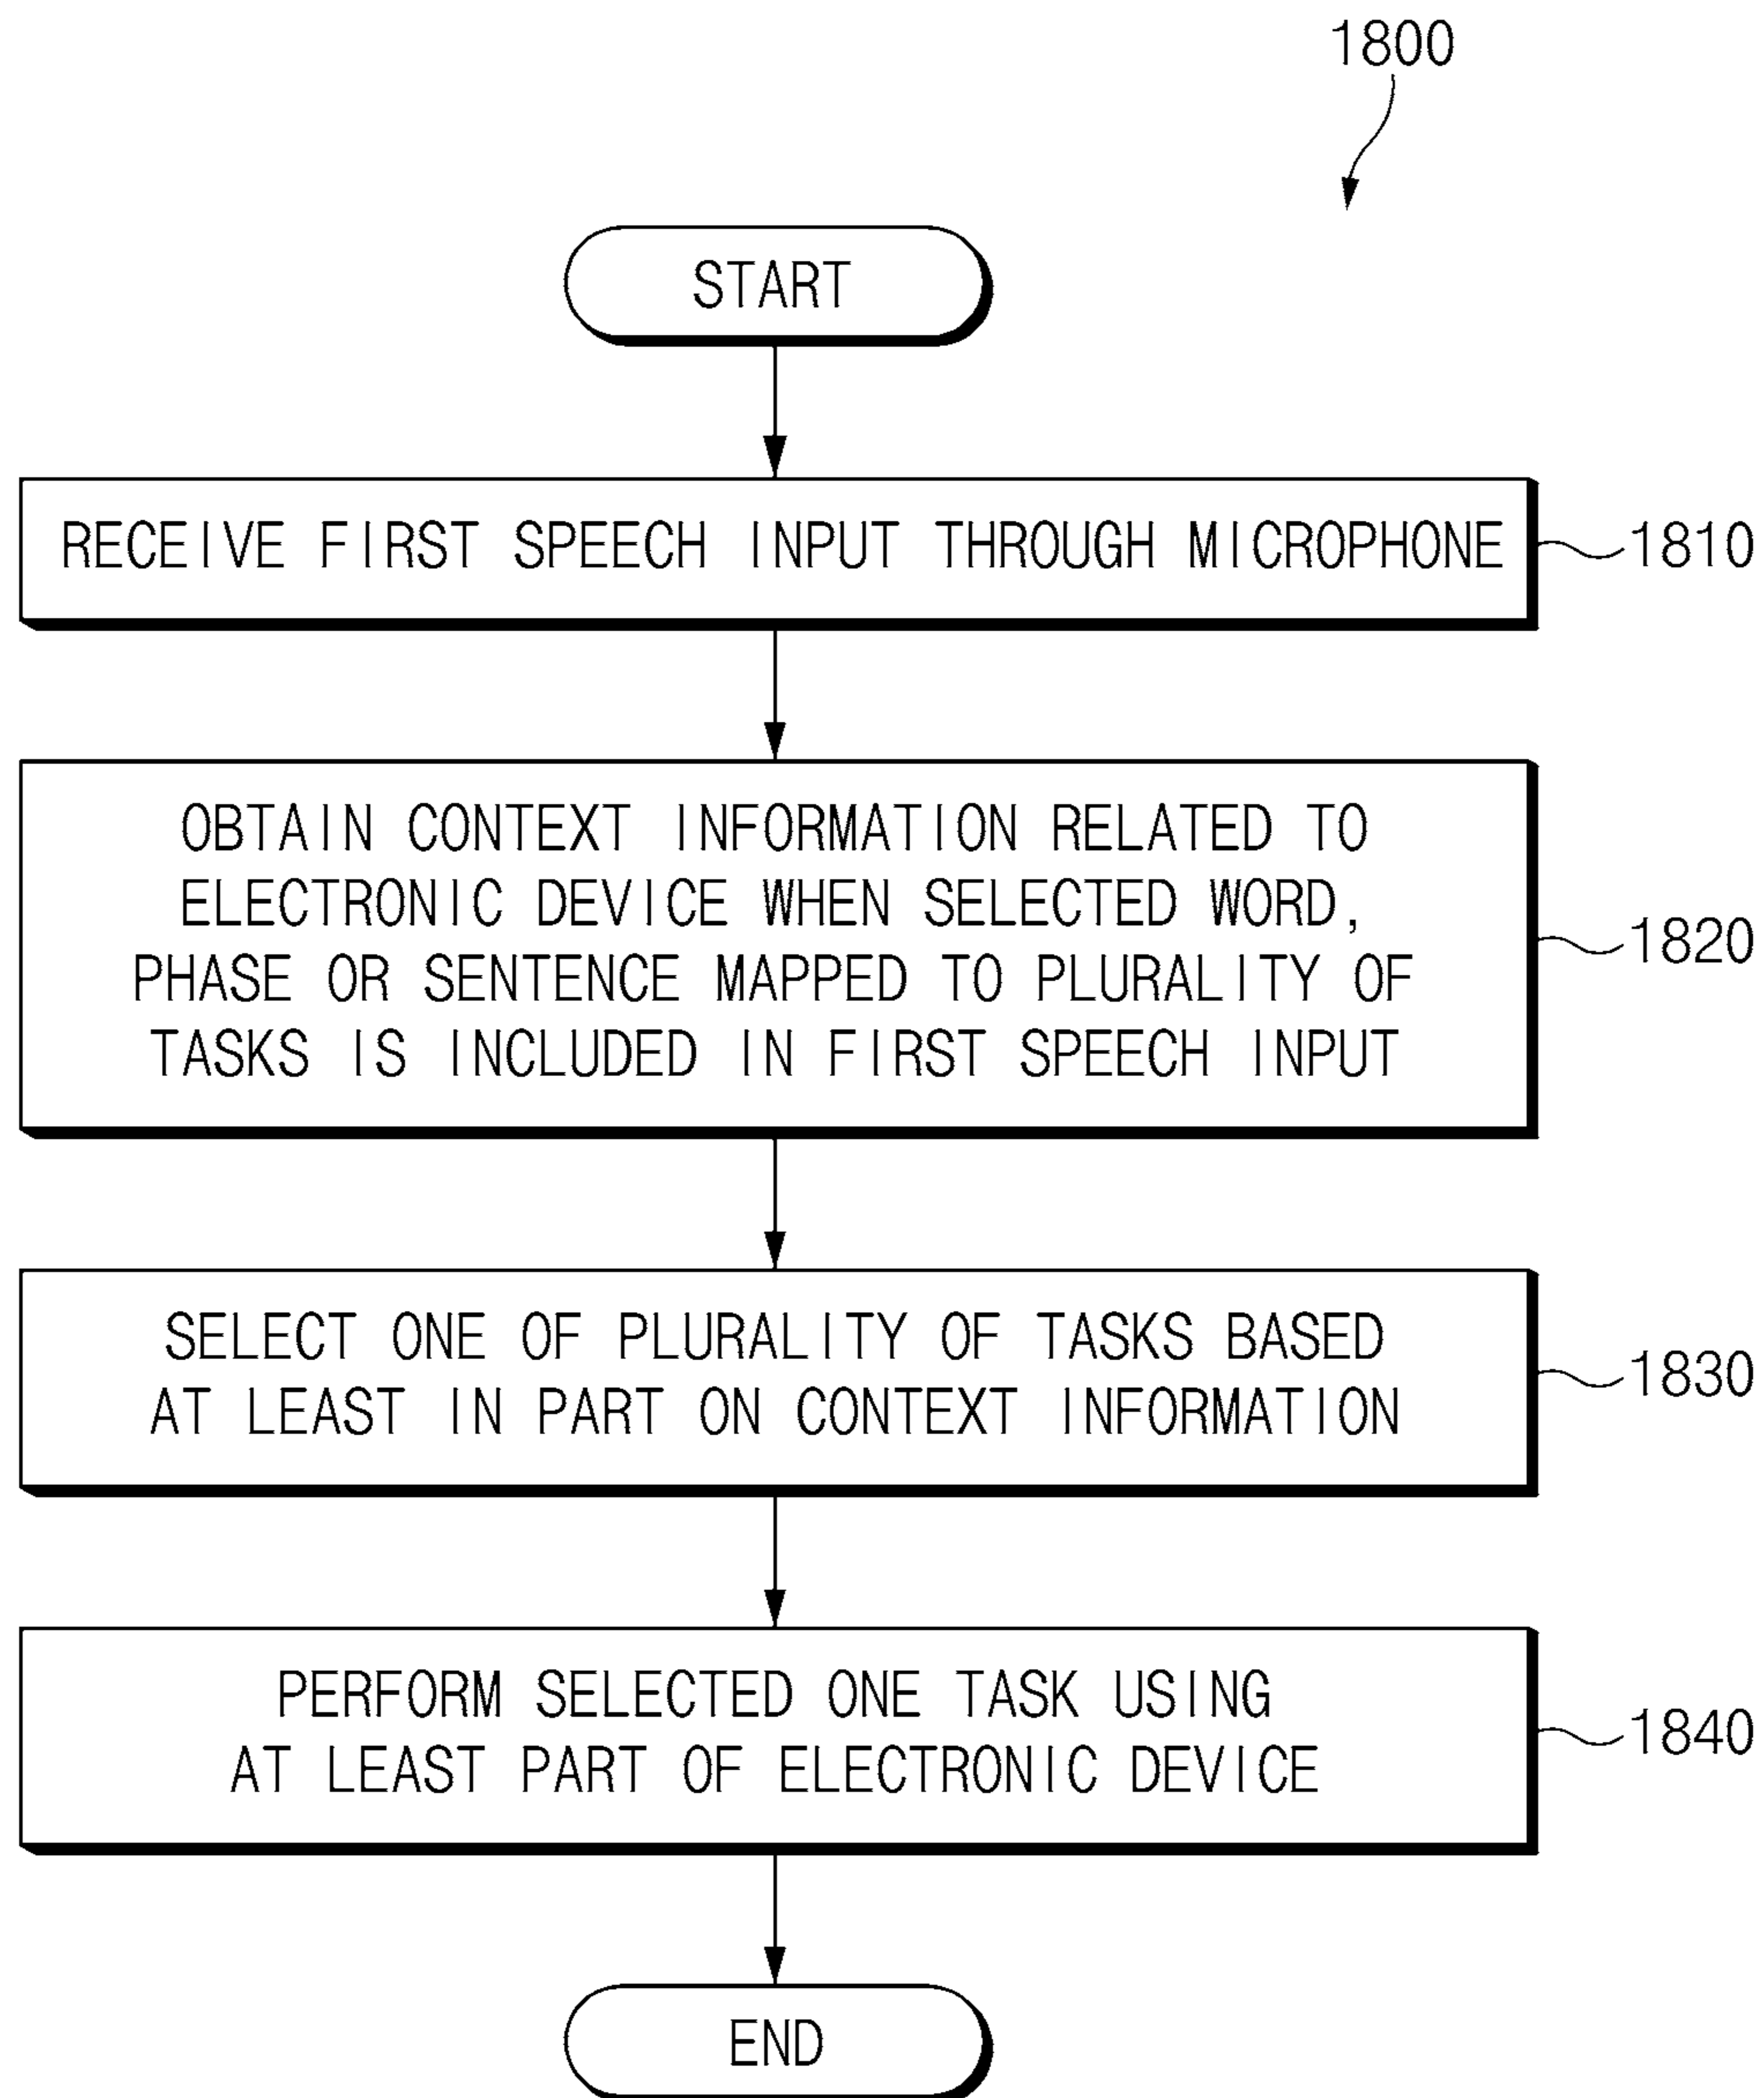 1800
START
RECEIVE FIRST SPEECH INPUT THROUGH MICROPHONE
1810
OBTAIN CONTEXT INFORMATION RELATED TO
ELECTRONIC DEVICE WHEN SELECTED WORD,
PHASE OR SENTENCE MAPPED TO PLURALITY OF
TASKS IS INCLUDED IN FIRST SPEECH INPUT
1820
SELECT ONE OF PLURALITY OF TASKS BASED
AT LEAST IN PART ON CONTEXT INFORMATION
1830
PERFORM SELECTED ONE TASK USING
AT LEAST PART OF ELECTRONIC DEVICE
1840
END